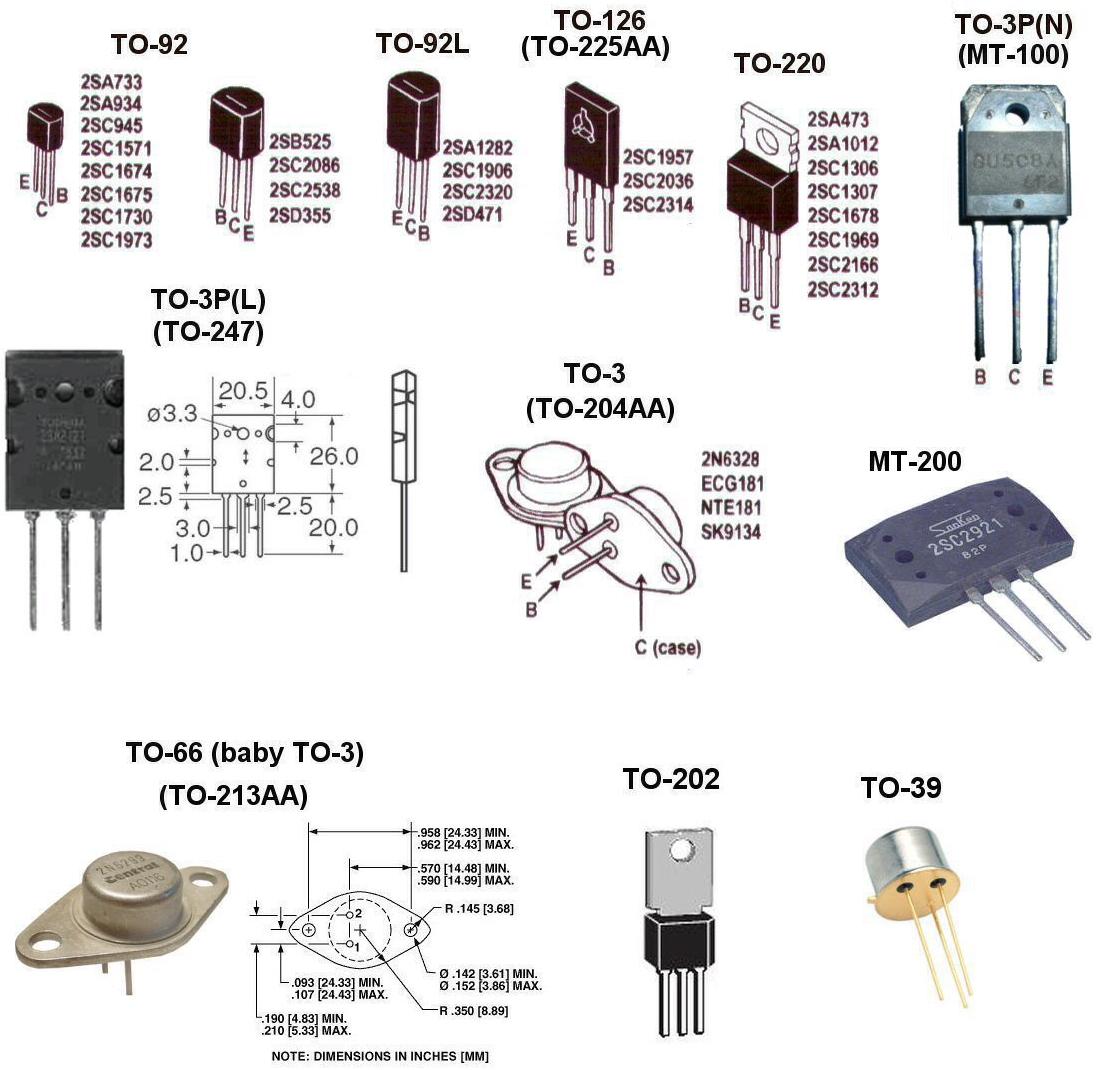 TO-92
2SA733
2SA934
2SC945
2SC1571
2SC1674
2SC1675
2SC1730
2SC1973
E
C
B
2SB525
2SC2086
2SC2538
2SD355
B
C
E
TO-92L
2SA1282
2SC1906
2SC2320
2SD471
E
C
B
TO-126
(TO-225AA)
2SC1957
2SC2036
2SC2314
E
C
B
TO-220
2SA473
2SA1012
2SC1306
2SC1307
2SC1678
2SC1969
2SC2166
2SC2312
B
C
E
TO-3P(N)
(MT-100)
B
C
E
TO-3P(L)
(TO-247)
20.5
4.0
ø3.3
26.0
2.0
2.5
2.5
3.0
20.0
1.0
TO-3
(TO-204AA)
2N6328
ECG181
NTE181
SK9134
E
B
C (case)
MT-200
SanKen
2SC2921
82P
TO-66 (baby TO-3)
(TO-213AA)
2N5293
GENERAL
A0116
.958 [24.33] MIN.
.962 [24.43] MAX.
.570 [14.48] MIN.
.590 [14.99] MAX.
R .145 [3.68]
2
1
Ø .142 [3.61] MIN.
Ø .152 [3.86] MAX.
.093 [24.33] MIN.
.107 [24.43] MAX.
R .350 [8.89]
.190 [4.83] MIN.
.210 [5.33] MAX.
NOTE: DIMENSIONS IN INCHES [MM]
TO-202
TO-39